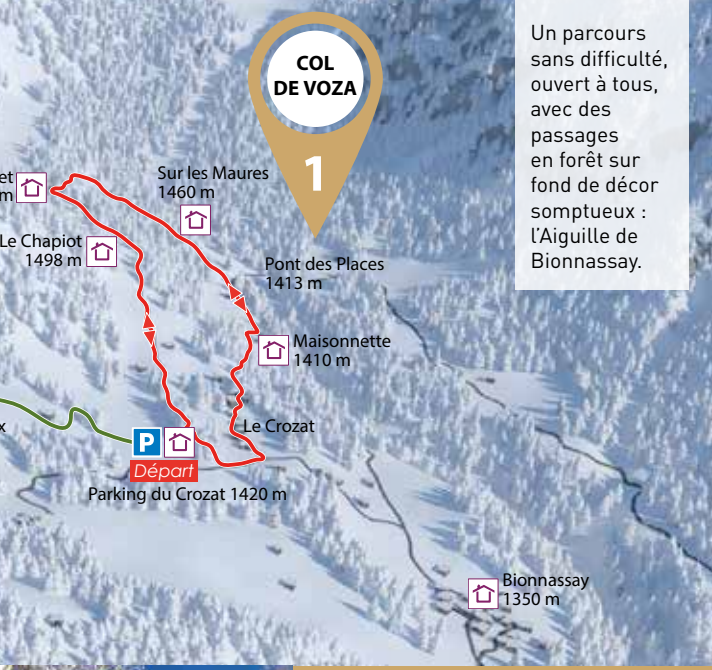 COL
DE VOZA
1
Un parcours
sans difficulté,
ouvert à tous,
avec des
passages
en forêt sur
fond de décor
somptueux :
l'Aiguille de
Bionnassay.
et
m
Sur les Maures
1460 m
Le Chapiot
1498 m
Pont des Places
1413 m
Maisonnette
1410 m
x
Le Crozat
P
Départ
Parking du Crozat 1420 m
Bionnassay
1350 m